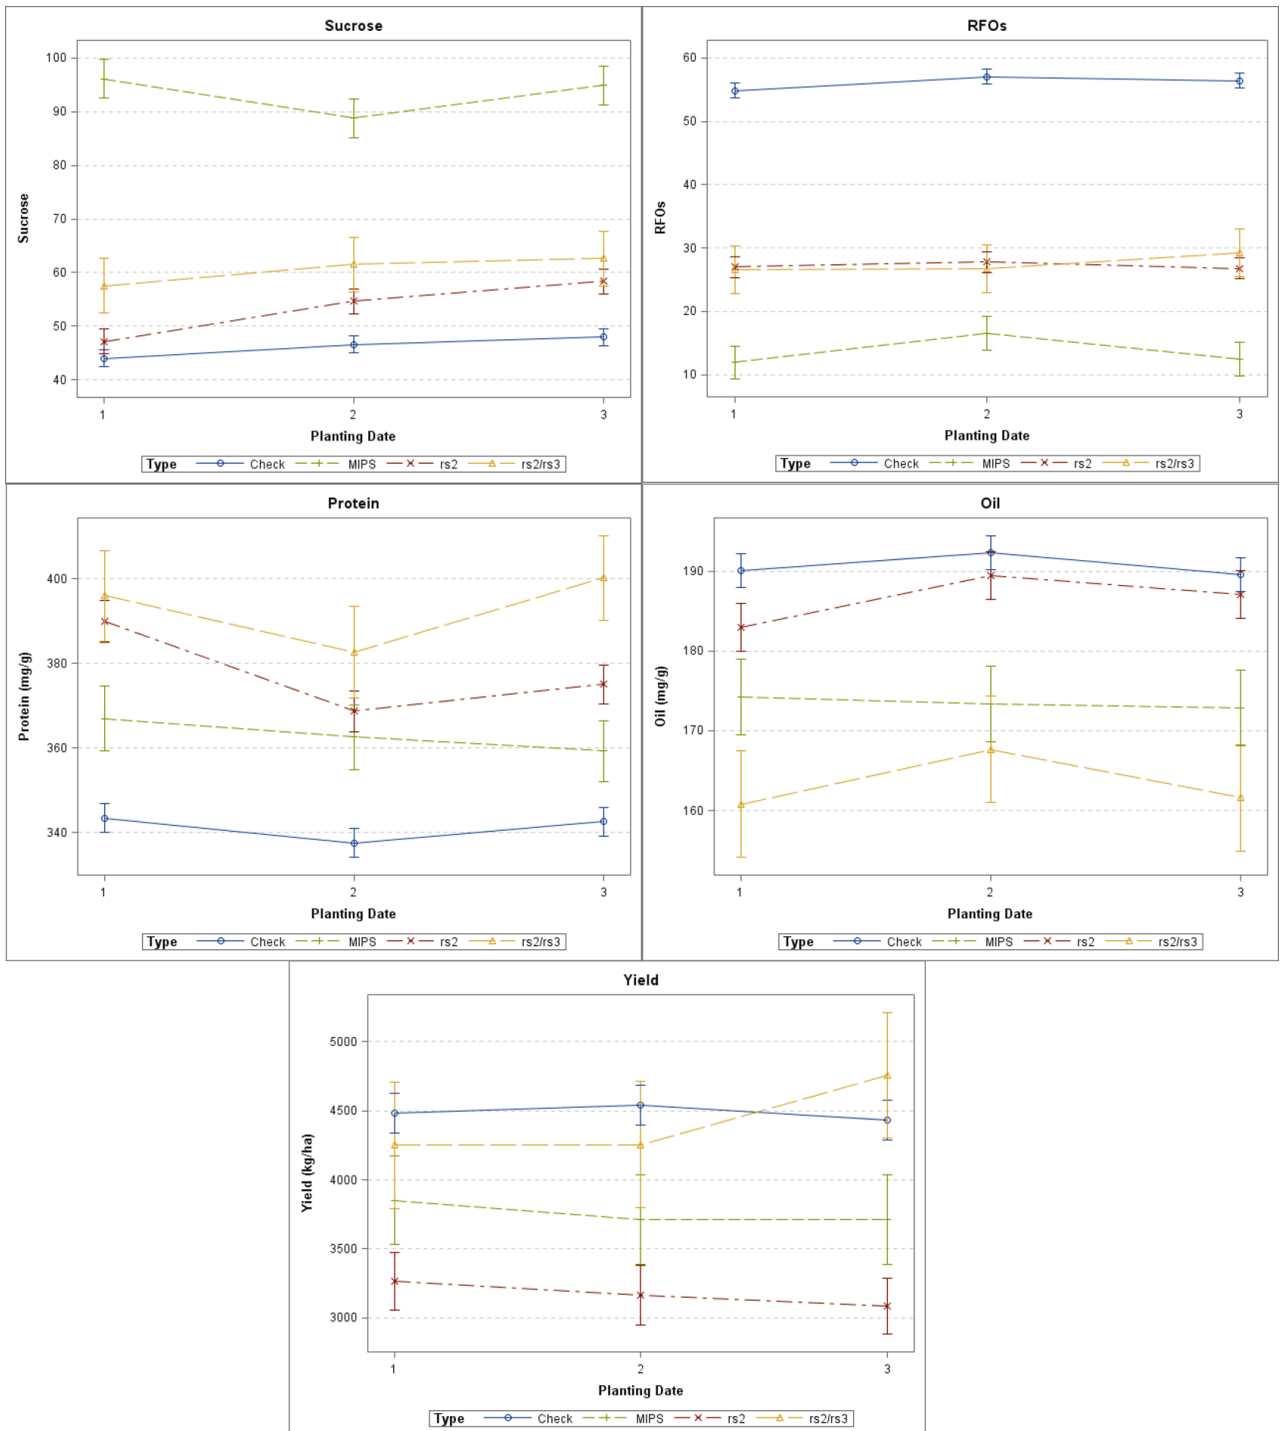 Sucrose
100
90
80
70
60
50
40
Sucrose
1 2 3
Planting Date
Type Check MIPS rs2 rs2/rs3
RFOs
60
50
40
30
20
10
RFOs
1 2 3
Planting Date
Type Check MIPS rs2 rs2/rs3
Protein
400
380
360
340
Protein (mg/g)
1 2 3
Planting Date
Type Check MIPS rs2 rs2/rs3
Oil
190
180
170
160
Oil (mg/g)
1 2 3
Planting Date
Type Check MIPS rs2 rs2/rs3
Yield
5000
4500
4000
3500
3000
Yield (kg/ha)
1 2 3
Planting Date
Type Check MIPS rs2 rs2/rs3